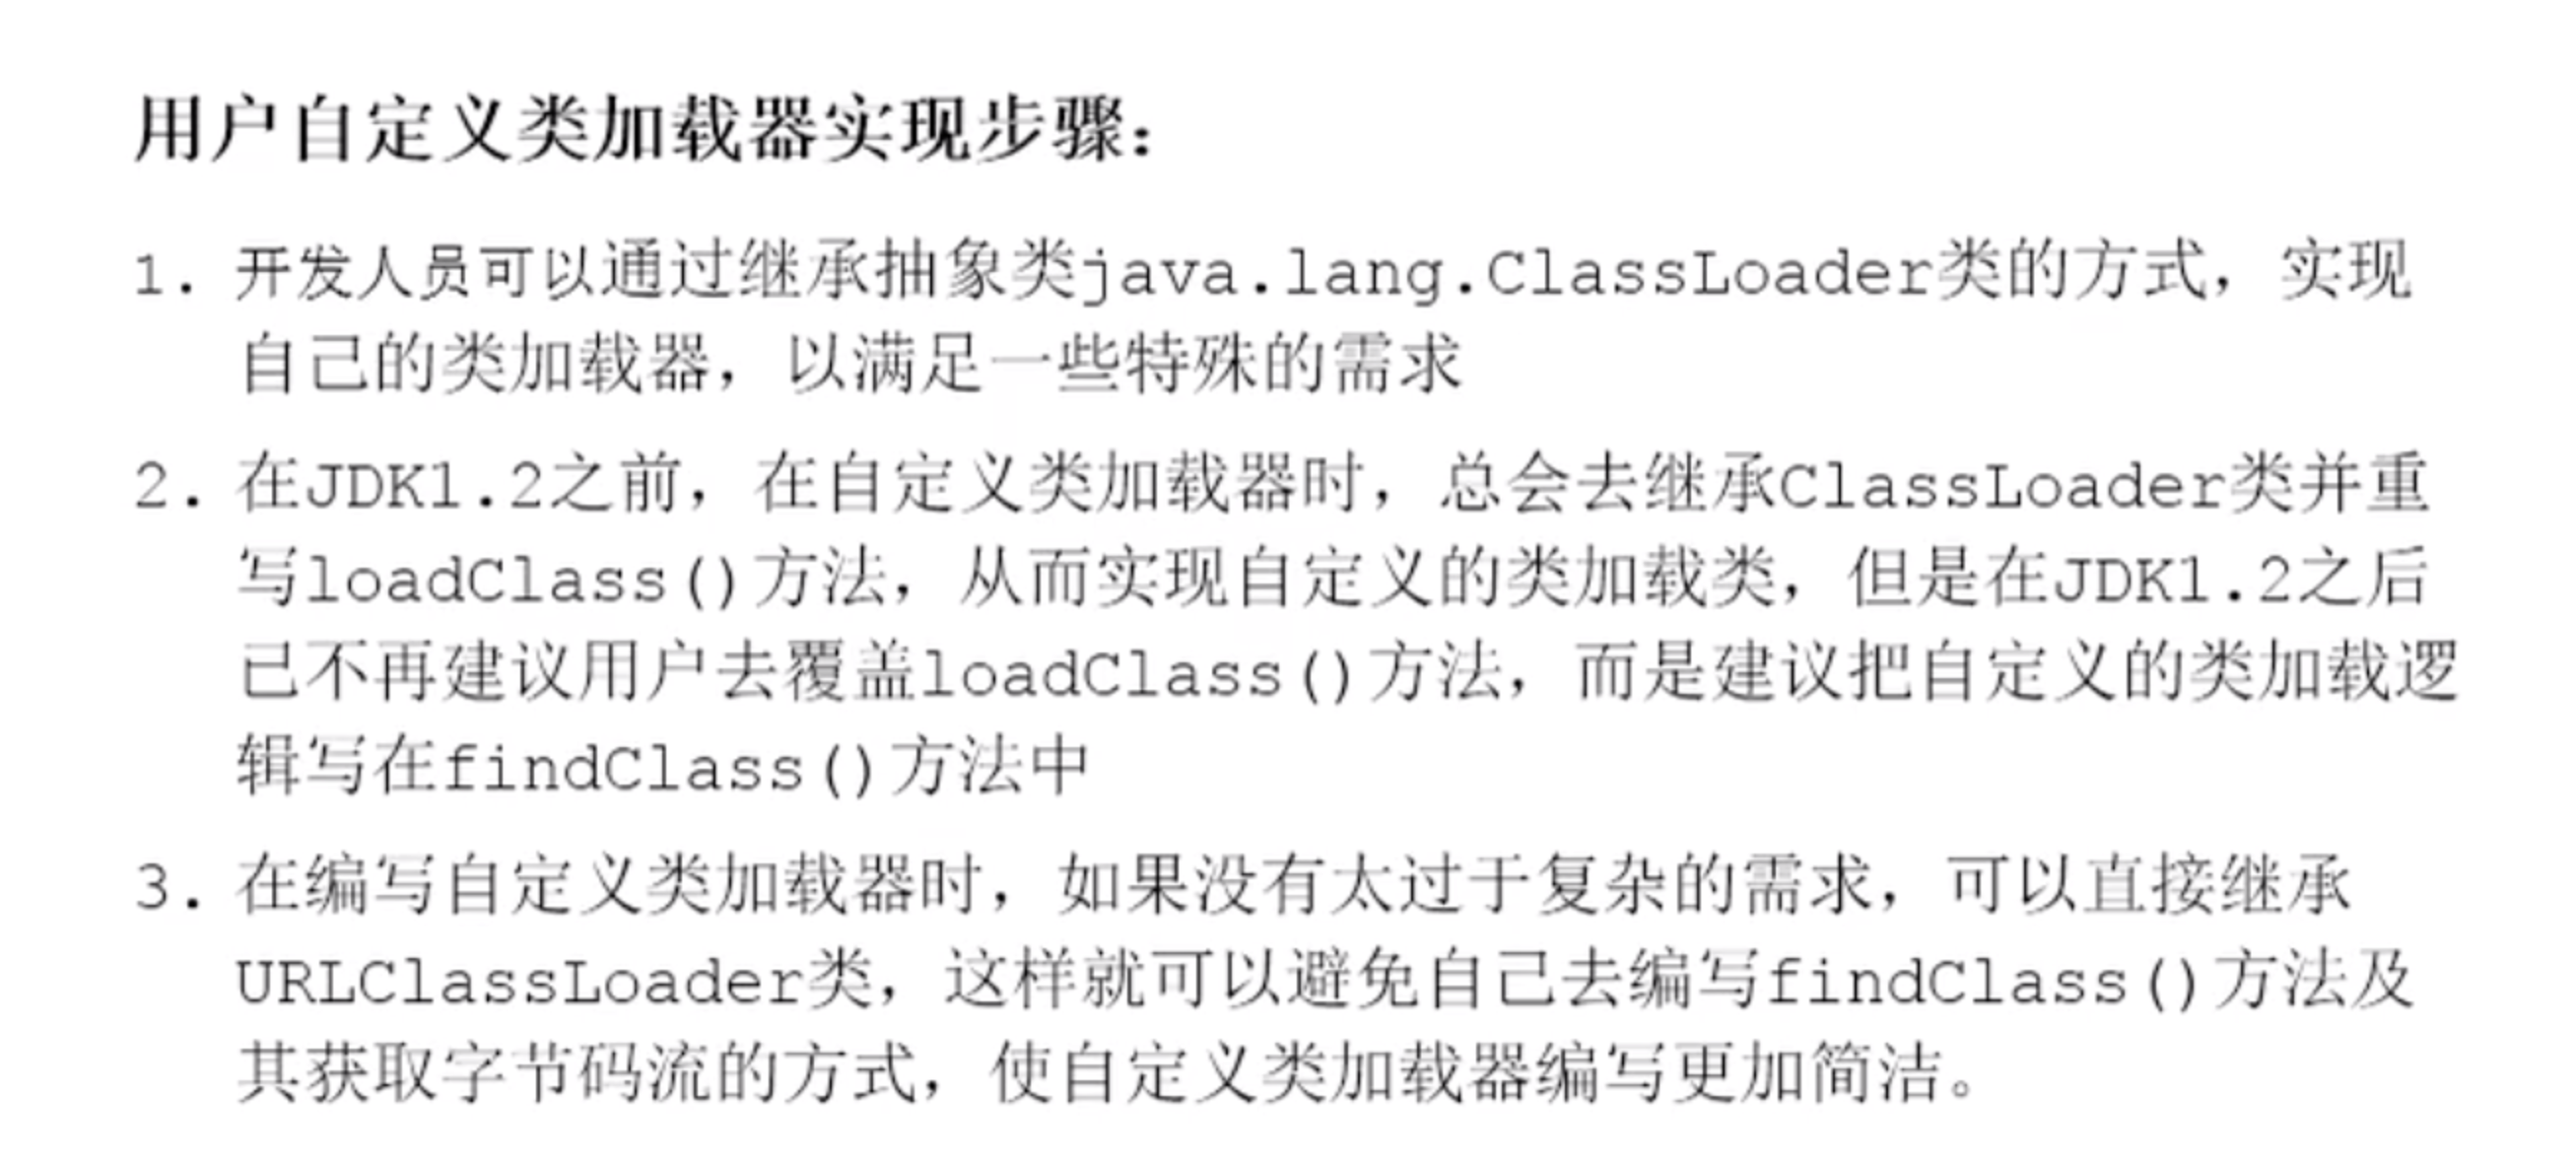 用户自定义类加载器实现步骤：
1. 开发人员可以通过继承抽象类java.lang.ClassLoader类的方式，实现
自己的类加载器，以满足一些特殊的需求
2. 在JDK1.2之前，在自定义类加载器时，总会去继承ClassLoader类并重
写loadClass()方法，从而实现自定义的类加载类，但是在JDK1.2之后
已不再建议用户去覆盖loadClass()方法，而是建议把自定义的类加载逻
辑写在findClass()方法中
3. 在编写自定义类加载器时，如果没有太过于复杂的需求，可以直接继承
URLClassLoader类，这样就可以避免自己去编写findClass()方法及
其获取字节码流的方式，使自定义类加载器编写更加简洁。